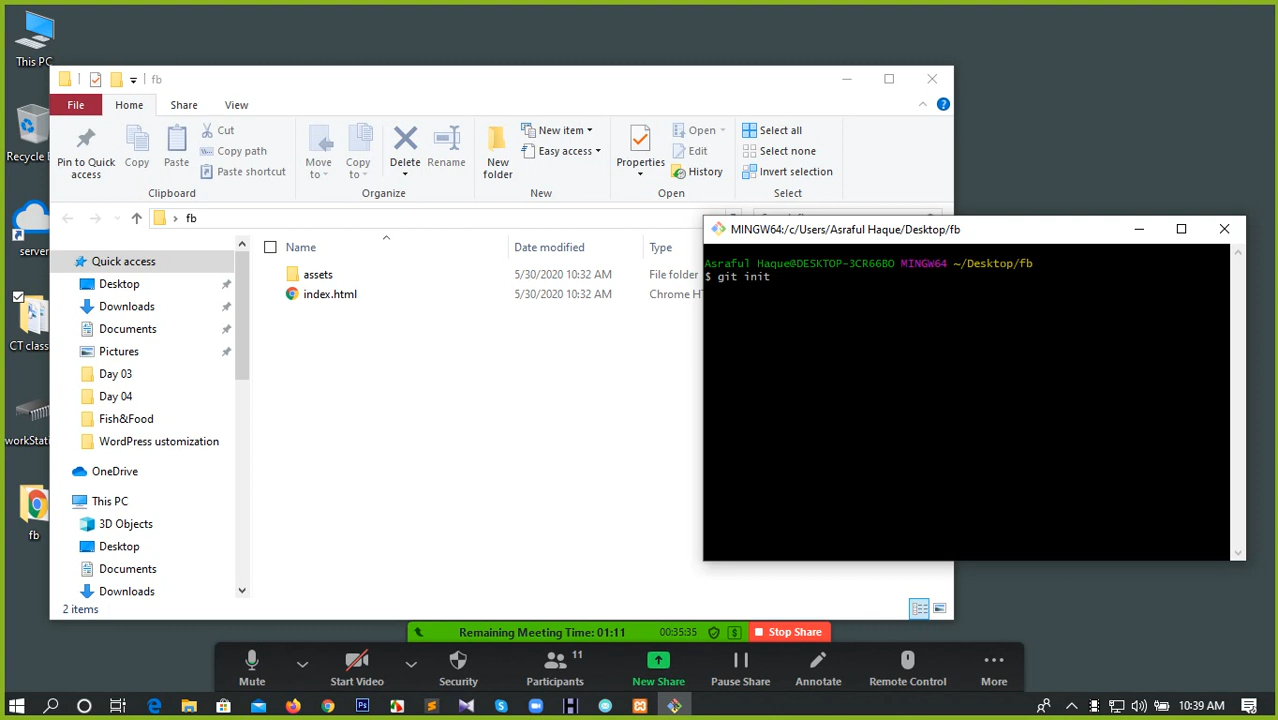 This PC
fb
File
Home
Share
View
Pin to Quick
access
Copy
Paste
Cut
Copy path
Paste shortcut
Clipboard
Move
to
Copy
to
Delete
Rename
Organize
New
folder
New item
Easy access
New
Properties
Open
Edit
History
Open
Select all
Select none
Invert selection
Select
Recycle
server
CT class
workStati
fb
fb
Quick access
Desktop
Downloads
Documents
Pictures
Day 03
Day 04
Fish&Food
WordPress ustomization
OneDrive
This PC
3D Objects
Desktop
Documents
Downloads
2 items
Name
Date modified
Type
assets
5/30/2020 10:32 AM
File folder
index.html
5/30/2020 10:32 AM
Chrome H
MINGW64:/c/Users/Asraful Haque/Desktop/fb
Asraful Haque@DESKTOP-3CR66BO MINGW64 ~/Desktop/fb
$ git init
Remaining Meeting Time: 01:11
00:35:35
$
Stop Share
Mute
Start Video
Security
Participants
11
New Share
Pause Share
Annotate
Remote Control
More
Ps
10:39 AM